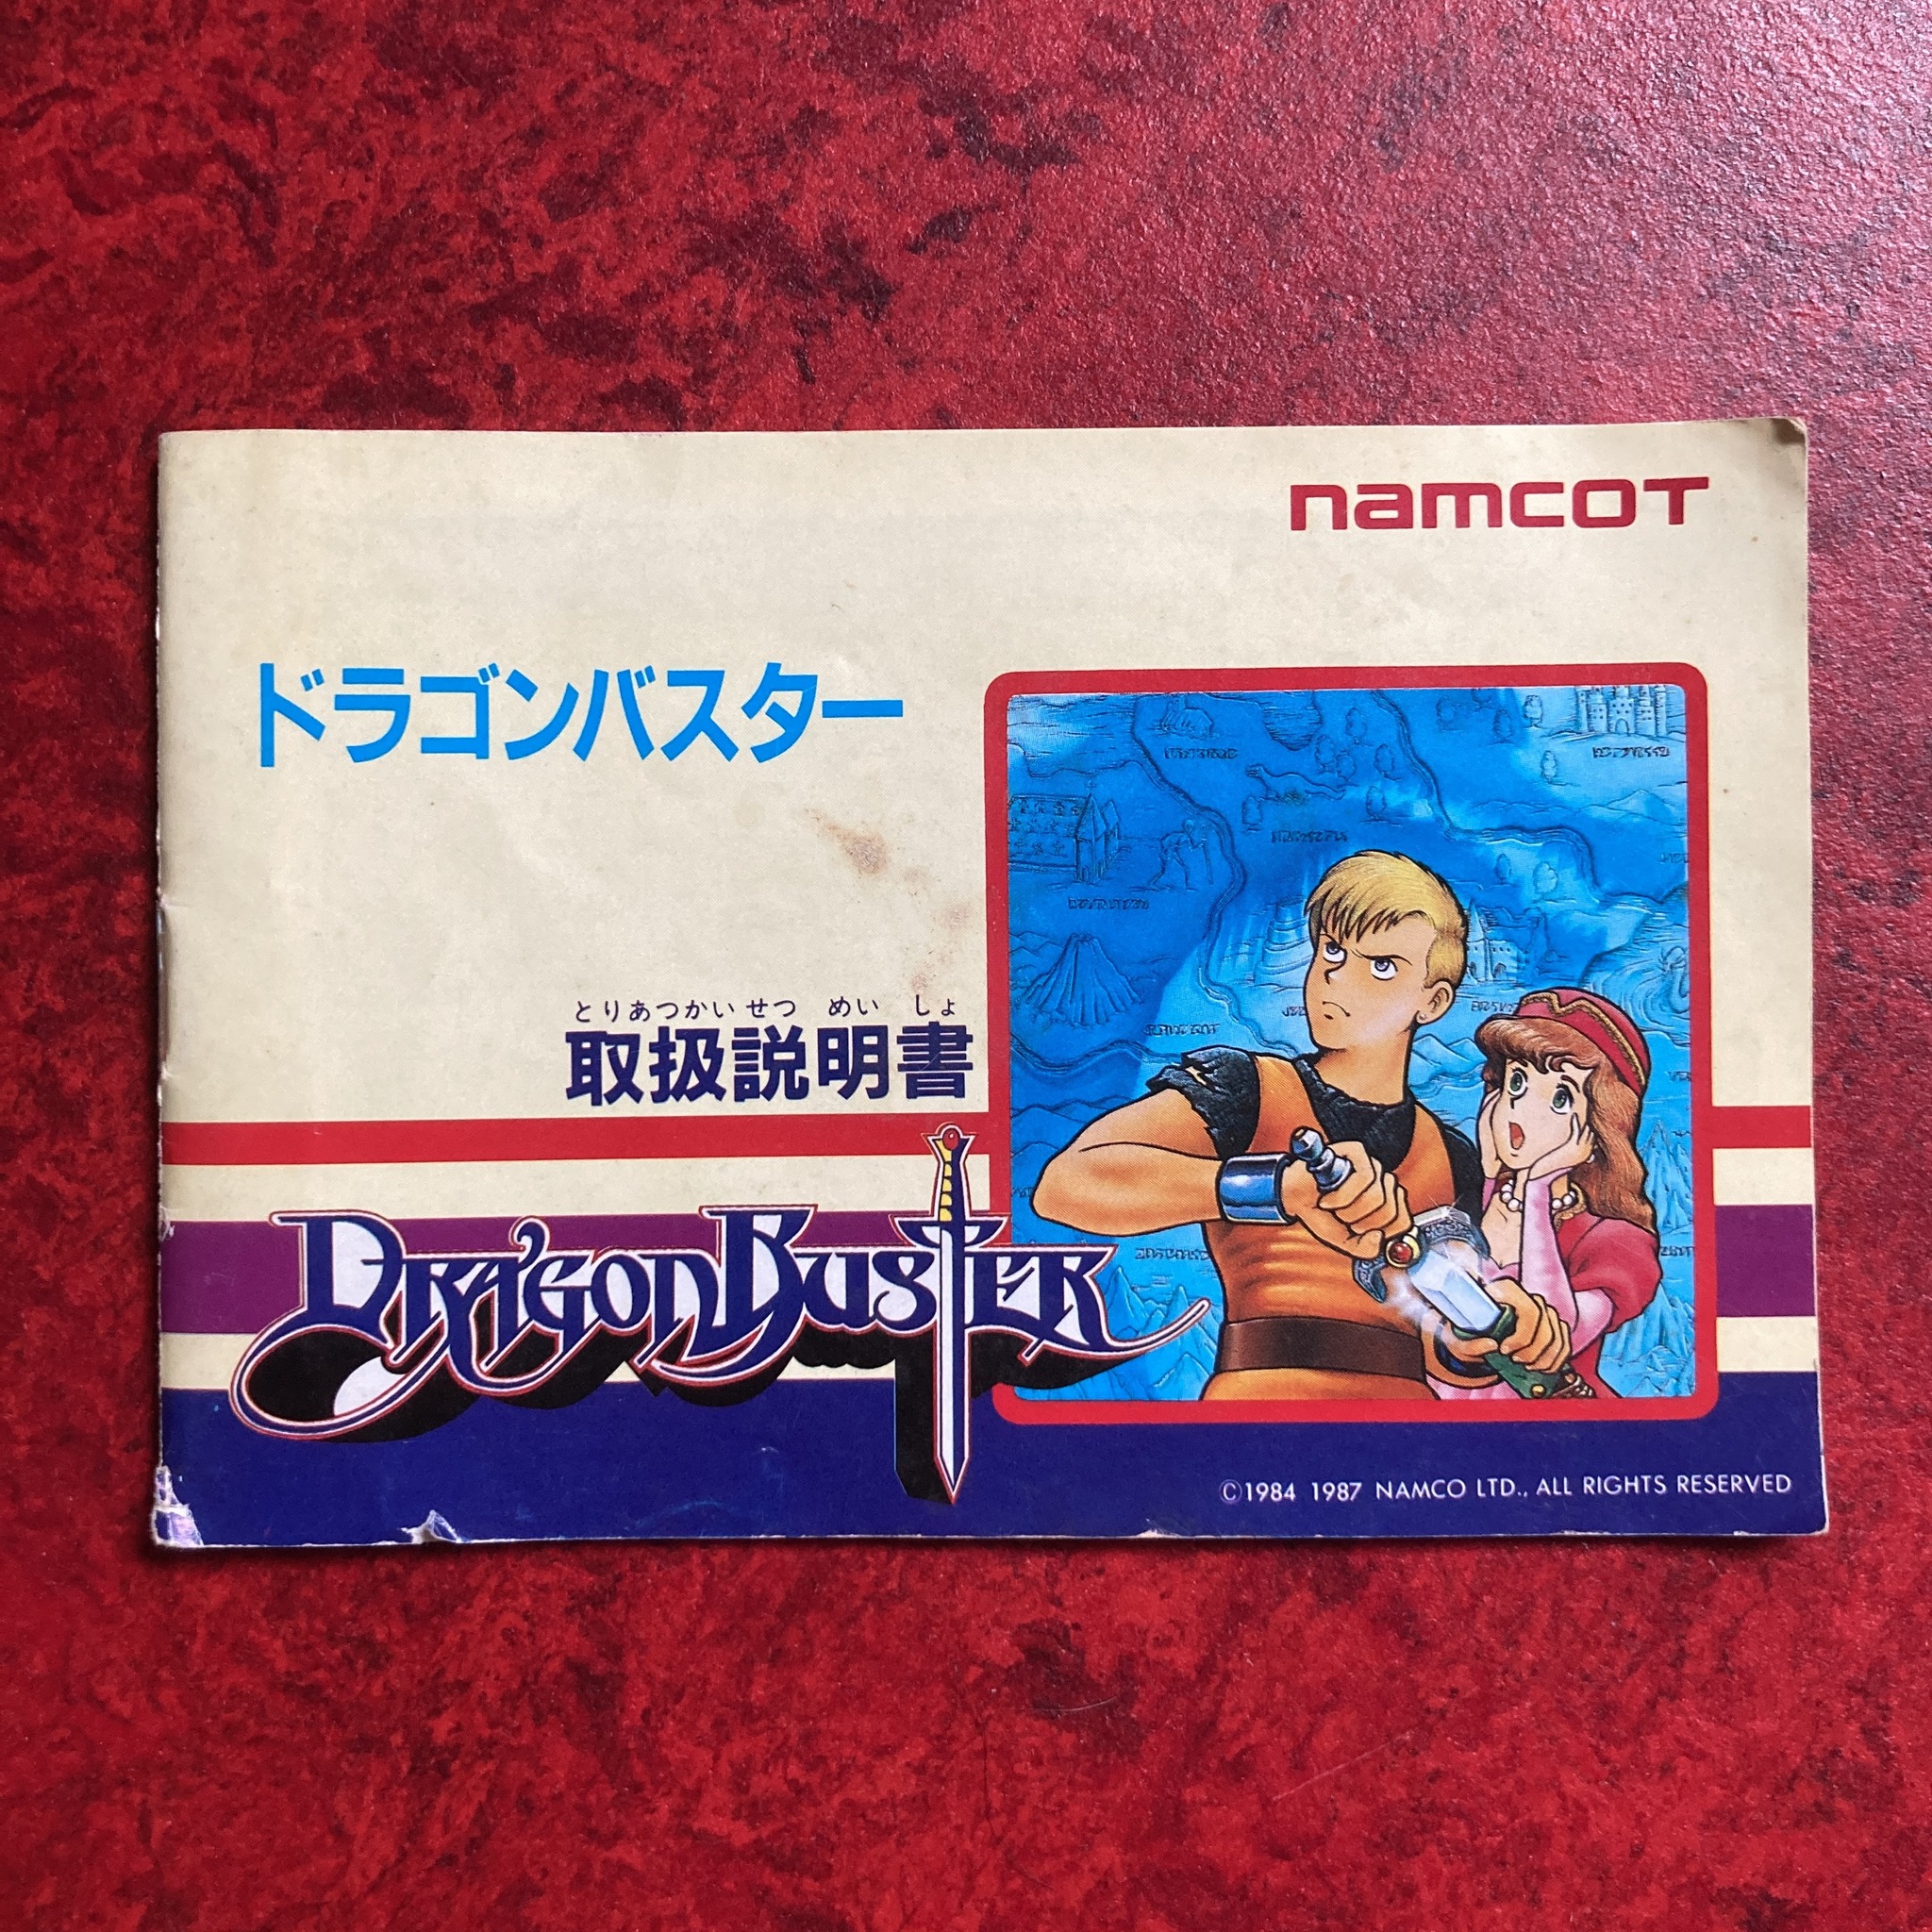 namcoT
ドラゴンバスター
とりあつかいせつ めい しょ
取扱説明書
DRAGON BUSTER
©1984 1987 NAMCO LTD., ALL RIGHTS RESERVED